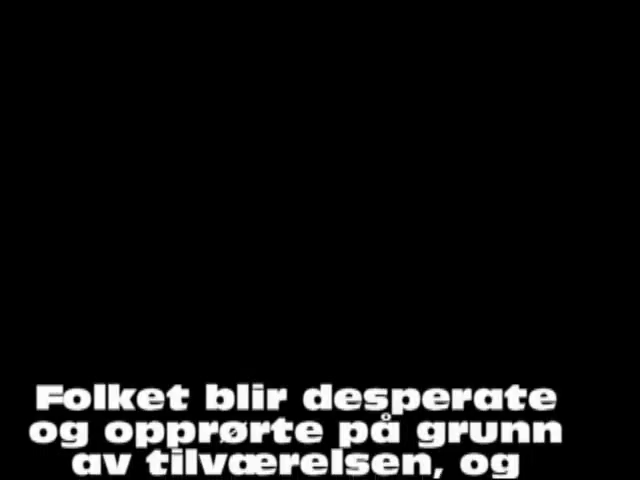 Folket blir desperate
og opprørte på grunn
av tilværelsen, og